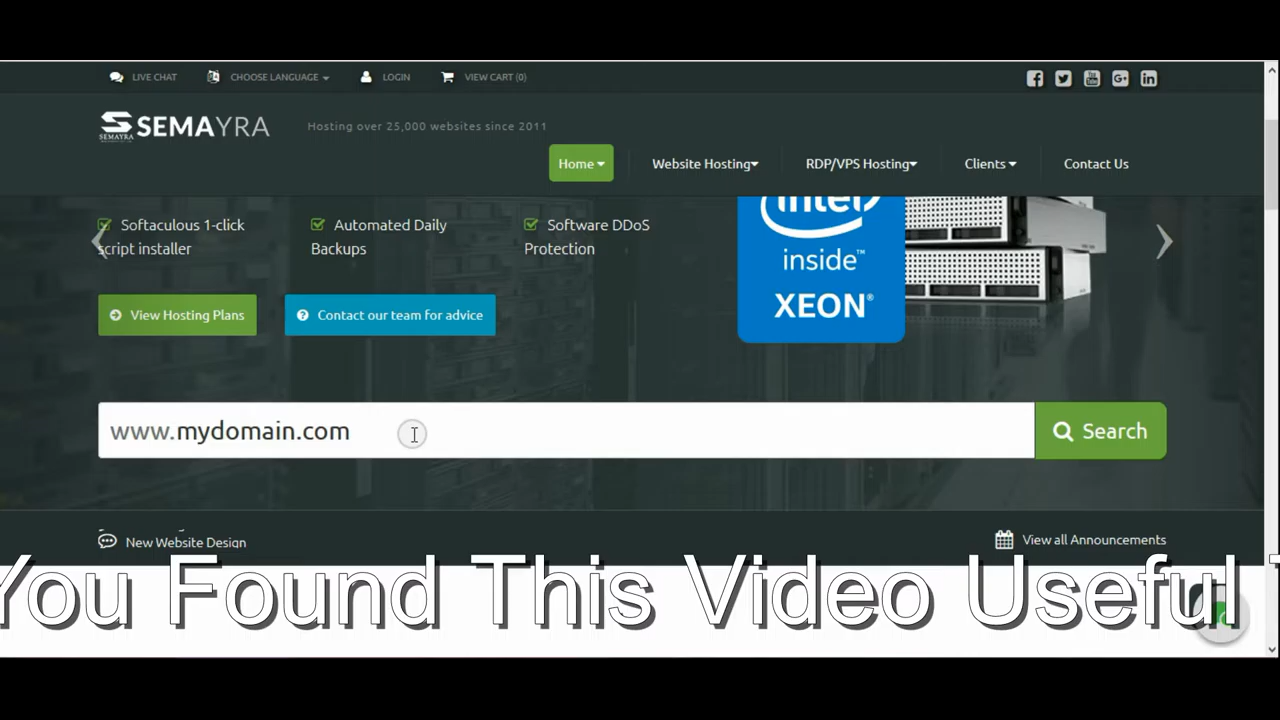 LIVE CHAT
CHOOSE LANGUAGE
LOGIN
VIEW CART (0)
SEMAYRA
SEMAYRA
Hosting over 25,000 websites since 2011
Home
Website Hosting
RDP/VPS Hosting
Clients
Contact Us
Softaculous 1-click
script installer
Automated Daily
Backups
Software DDoS
Protection
intel
inside™
XEON®
View Hosting Plans
Contact our team for advice
www.mydomain.com
Search
New Website Design
View all Announcements
You Found This Video Useful